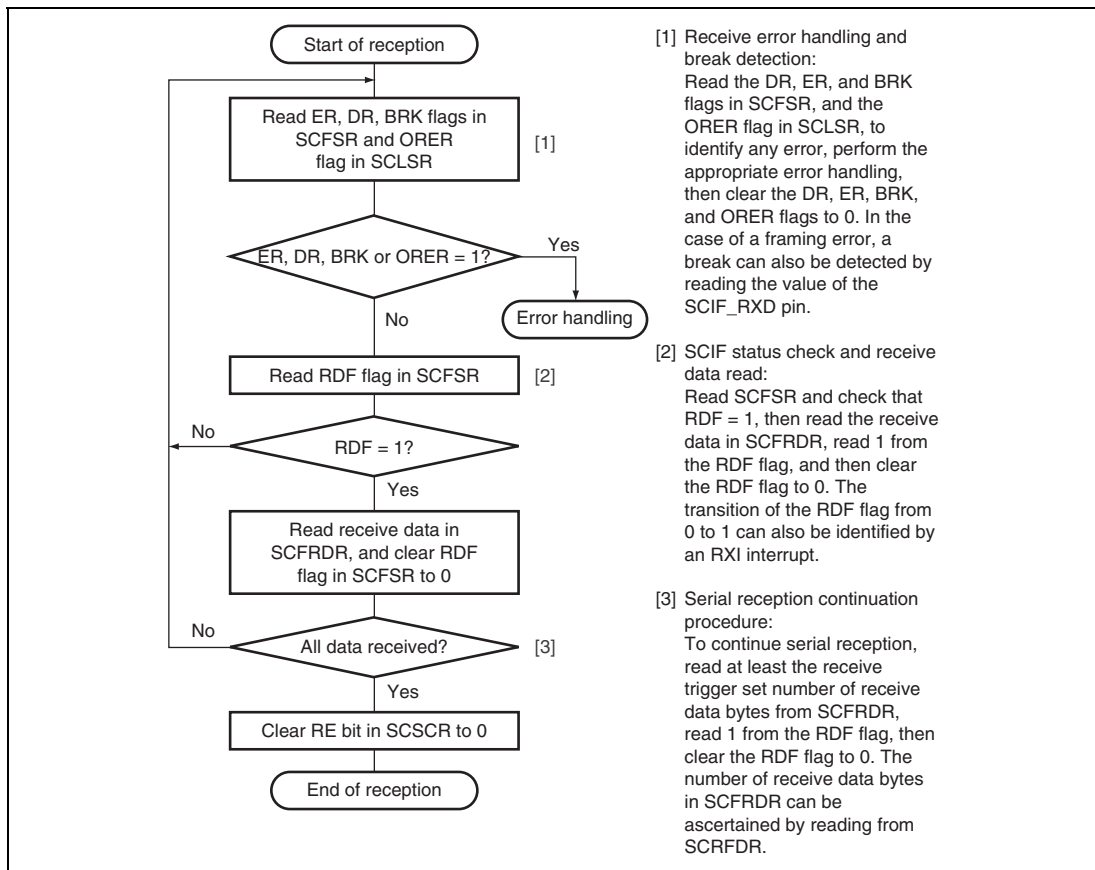 Start of reception
Read ER, DR, BRK flags in
SCFSR and ORER
flag in SCLSR
[1]
ER, DR, BRK or ORER = 1?
Yes
Error handling
No
Read RDF flag in SCFSR
[2]
No
RDF = 1?
Yes
Read receive data in
SCFRDR, and clear RDF
flag in SCFSR to 0
No
All data received?
[3]
Yes
Clear RE bit in SCSCR to 0
End of reception
[1] Receive error handling and
break detection:
Read the DR, ER, and BRK
flags in SCFSR, and the
ORER flag in SCLSR, to
identify any error, perform the
appropriate error handling,
then clear the DR, ER, BRK,
and ORER flags to 0. In the
case of a framing error, a
break can also be detected by
reading the value of the
SCIF_RXD pin.
[2] SCIF status check and receive
data read:
Read SCFSR and check that
RDF = 1, then read the receive
data in SCFRDR, read 1 from
the RDF flag, and then clear
the RDF flag to 0. The
transition of the RDF flag from
0 to 1 can also be identified by
an RXI interrupt.
[3] Serial reception continuation
procedure:
To continue serial reception,
read at least the receive
trigger set number of receive
data bytes from SCFRDR,
read 1 from the RDF flag, then
clear the RDF flag to 0. The
number of receive data bytes
in SCFRDR can be
ascertained by reading from
SCRFDR.